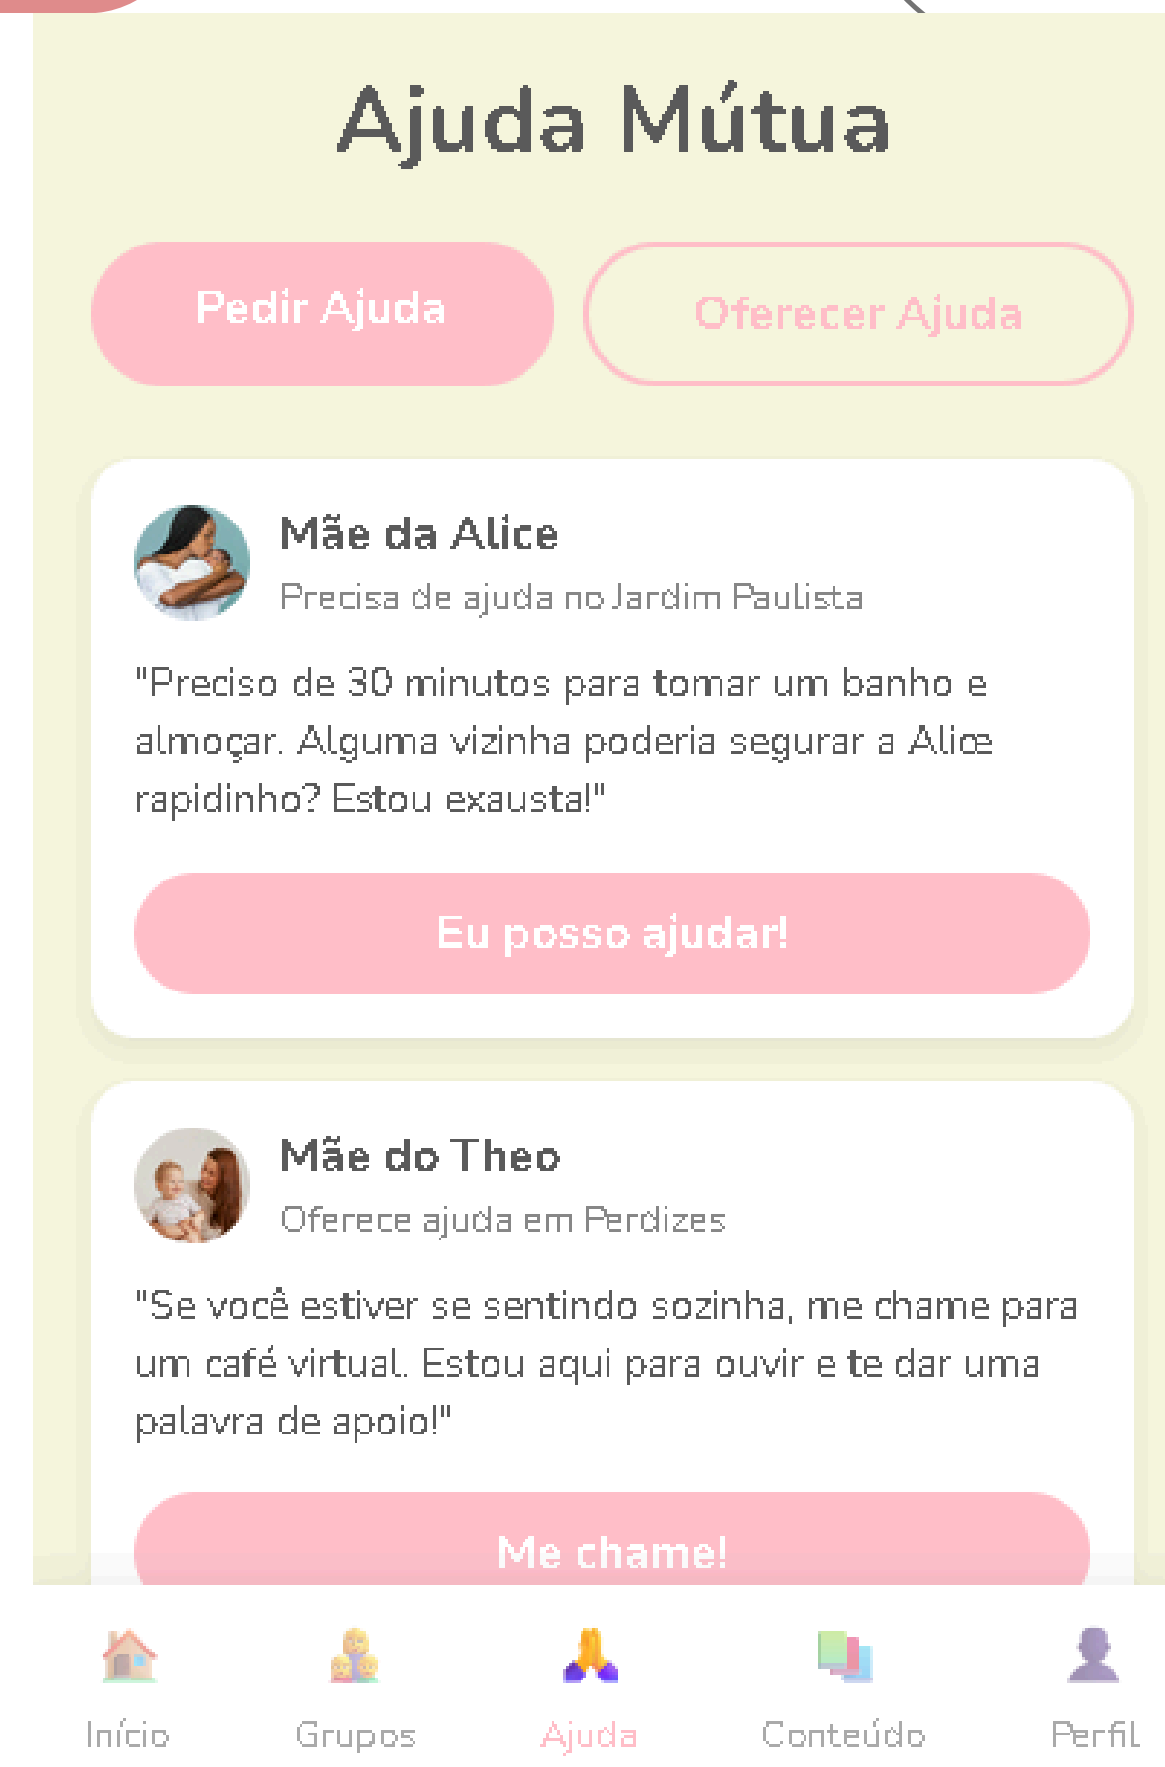 Ajuda Mútua
Pedir Ajuda
Oferecer Ajuda
Mãe da Alice
Precisa de ajuda no Jardim Paulista
"Preciso de 30 minutos para tomar um banho e
almoçar. Alguma vizinha poderia segurar a Alice
rapidinho? Estou exausta!"
Eu posso ajudar!
Mãe do Theo
Oferece ajuda em Perdizes
"Se você estiver se sentindo sozinha, me chame para
um café virtual. Estou aqui para ouvir e te dar uma
palavra de apoio!"
Me chame!
Início
Grupos
Ajuda
Conteúdo
Perfil